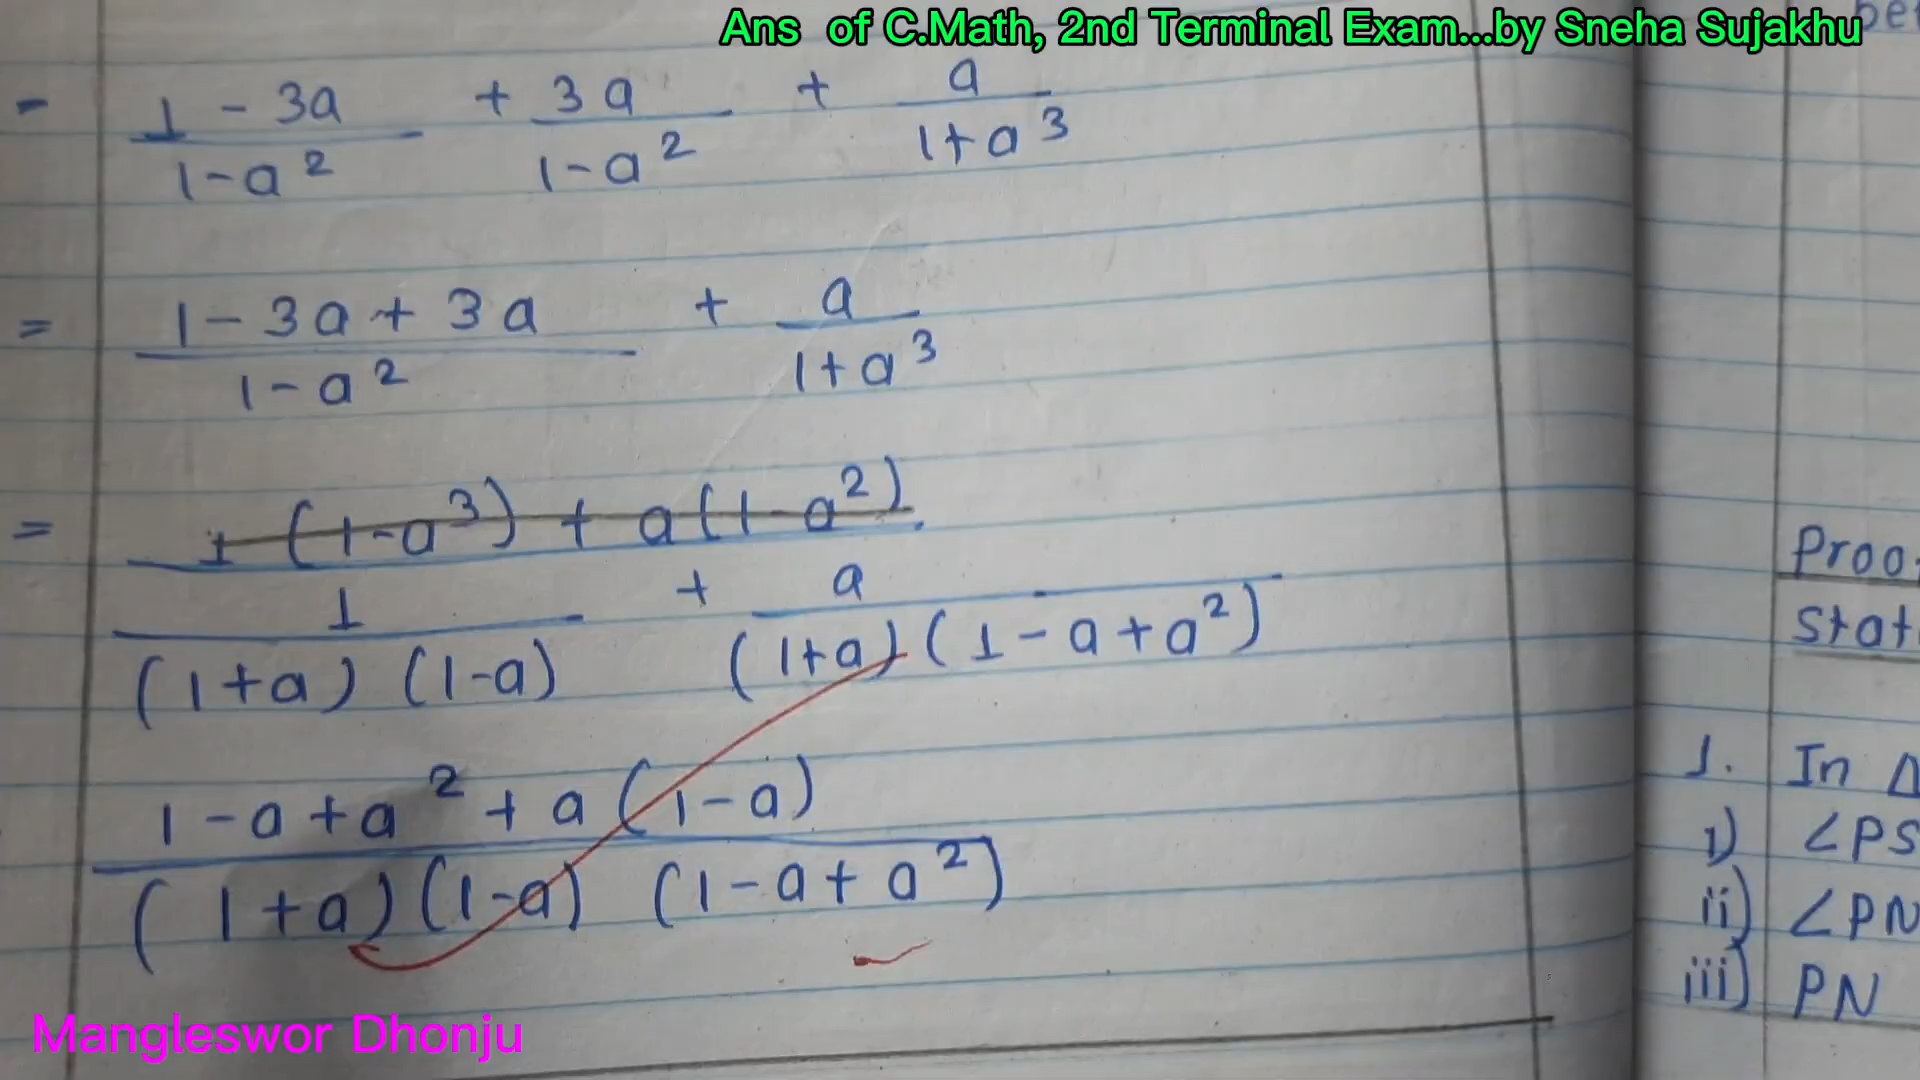 Ans of C.Math, 2nd Terminal Exam...by Sneha Sujakhu
- (1 - 3a)/(1-a²) + 3a/(1-a²) + a/(1+a³)
= (1 - 3a + 3a)/(1-a²) + a/(1+a³)
= 1 (1-a³) + a(1-a²)
1/((1+a) (1-a)) + a/((1+a) (1-a+a²))
(1-a+a² + a(1-a))/((1+a)(1-a) (1-a+a²))
1. In Δ
i) ∠PS
ii) ∠PN
iii) PN
Mangleswor Dhonju